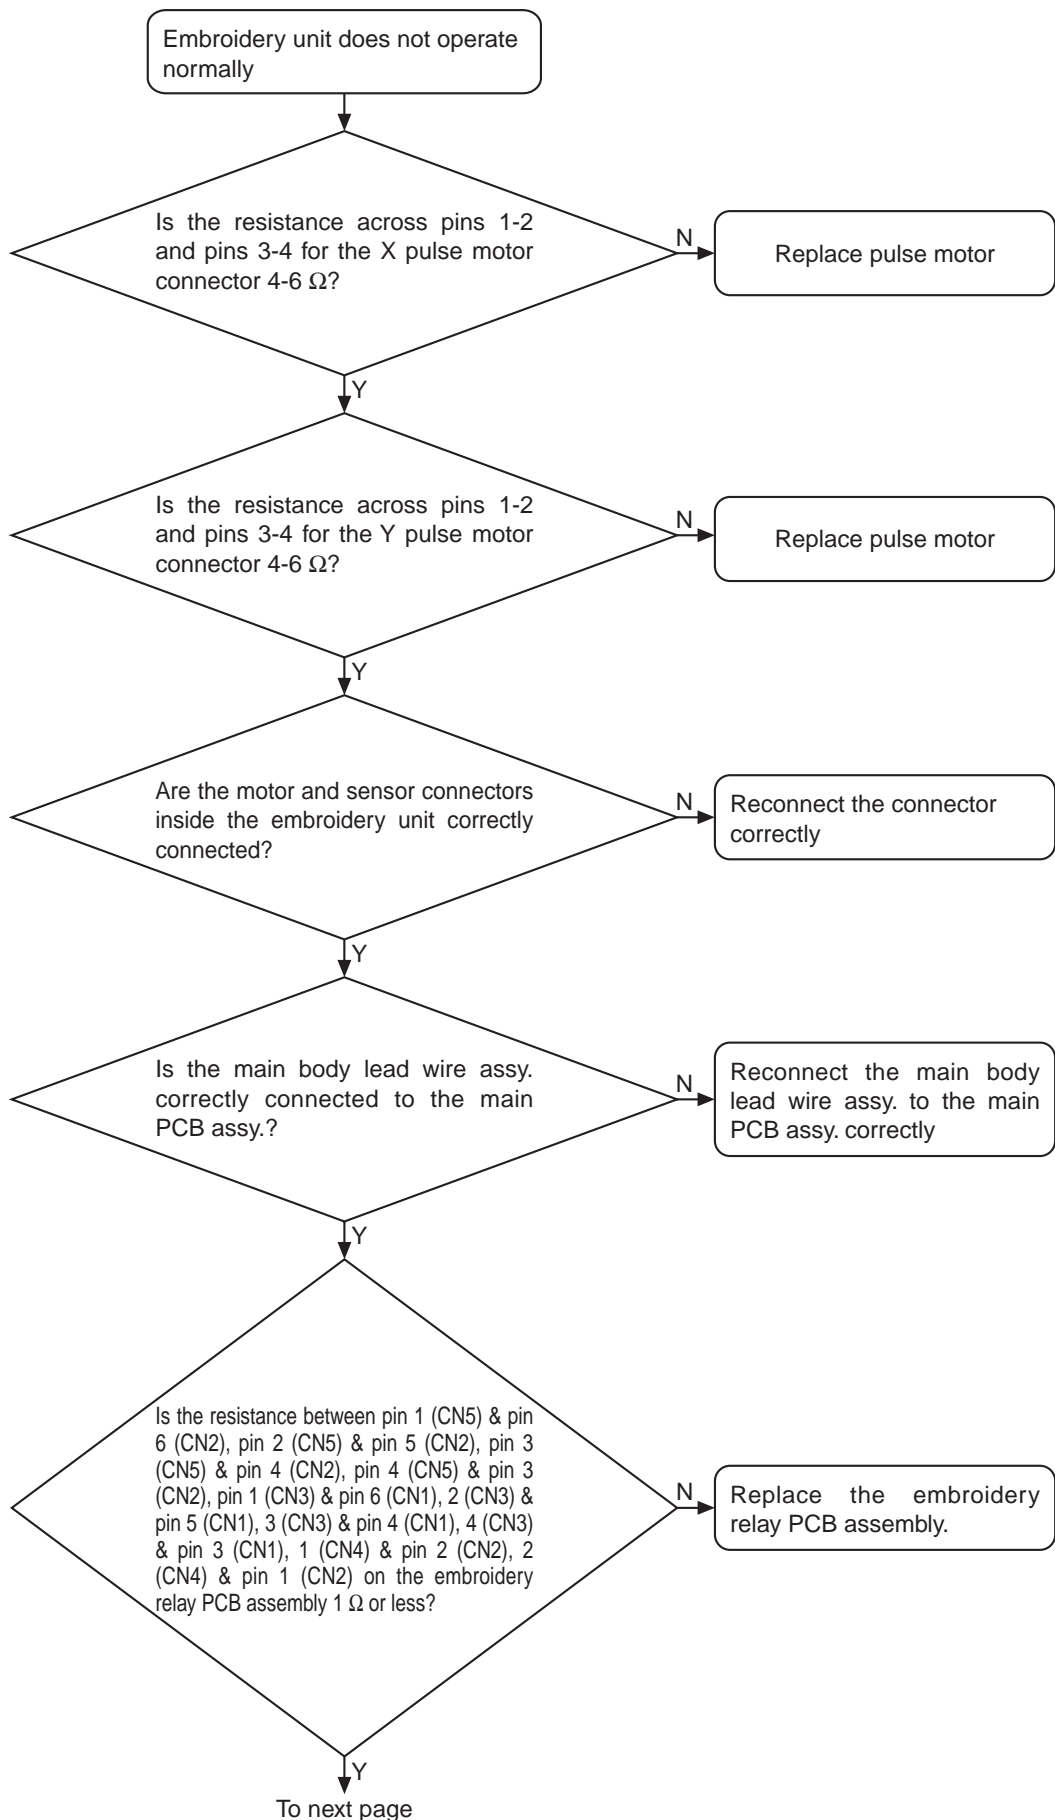 Embroidery unit does not operate
normally
Is the resistance across pins 1-2
and pins 3-4 for the X pulse motor
connector 4-6 Ω?
N
Replace pulse motor
Y
Is the resistance across pins 1-2
and pins 3-4 for the Y pulse motor
connector 4-6 Ω?
N
Replace pulse motor
Y
Are the motor and sensor connectors
inside the embroidery unit correctly
connected?
N
Reconnect the connector
correctly
Y
Is the main body lead wire assy.
correctly connected to the main
PCB assy.?
N
Reconnect the main body
lead wire assy. to the main
PCB assy. correctly
Y
Is the resistance between pin 1 (CN5) & pin
6 (CN2), pin 2 (CN5) & pin 5 (CN2), pin 3
(CN5) & pin 4 (CN2), pin 4 (CN5) & pin 3
(CN2), pin 1 (CN3) & pin 6 (CN1), 2 (CN3) &
pin 5 (CN1), 3 (CN3) & pin 4 (CN1), 4 (CN3)
& pin 3 (CN1), 1 (CN4) & pin 2 (CN2), 2
(CN4) & pin 1 (CN2) on the embroidery
relay PCB assembly 1 Ω or less?
N
Replace the embroidery
relay PCB assembly.
Y
To next page